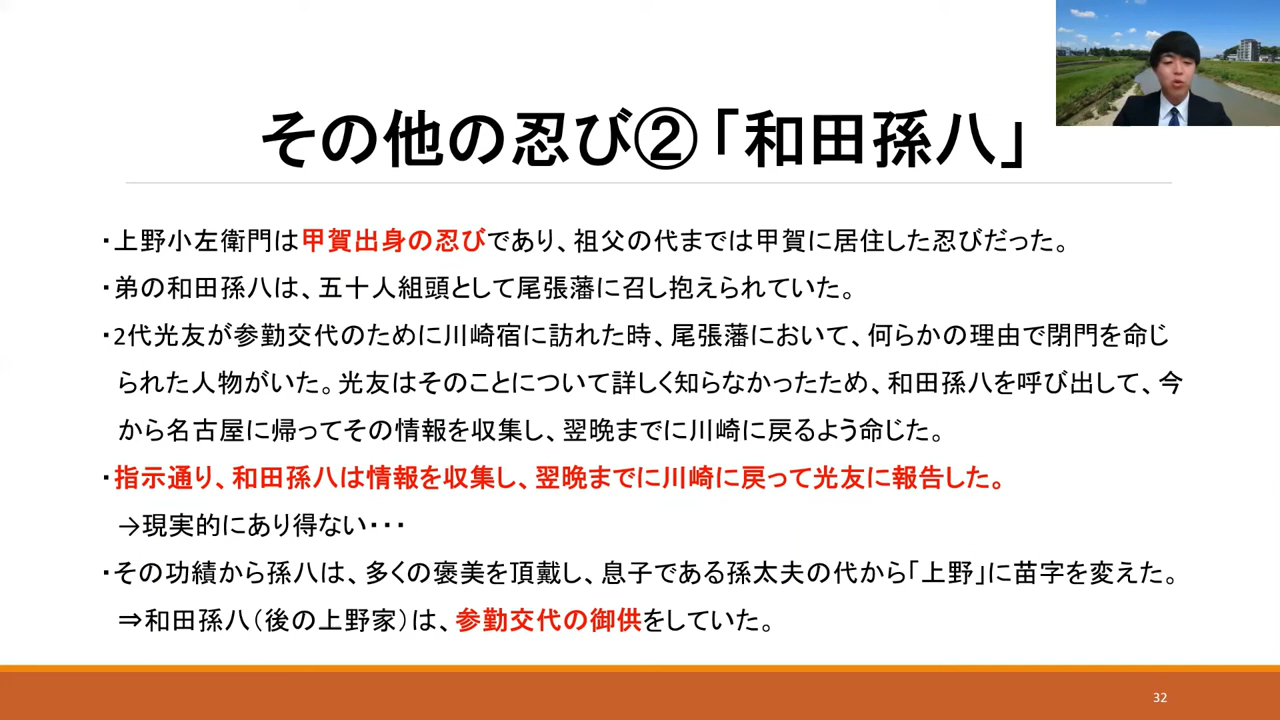 その他の忍び②「和田孫八」
・上野小左衛門は甲賀出身の忍びであり、祖父の代までは甲賀に居住した忍びだった。
・弟の和田孫八は、五十人組頭として尾張藩に召し抱えられていた。
・2代光友が参勤交代のために川崎宿に訪れた時、尾張藩において、何らかの理由で閉門を命じ
られた人物がいた。光友はそのことについて詳しく知らなかったため、和田孫八を呼び出して、今
から名古屋に帰ってその情報を収集し、翌晩までに川崎に戻るよう命じた。
・指示通り、和田孫八は情報を収集し、翌晩までに川崎に戻って光友に報告した。
→現実的にあり得ない・・・
・その功績から孫八は、多くの褒美を頂戴し、息子である孫太夫の代から「上野」に苗字を変えた。
⇒和田孫八（後の上野家）は、参勤交代の御供をしていた。
32